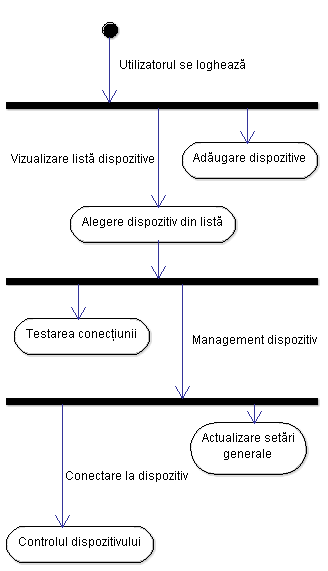 Utilizatorul se loghează
Vizualizare listă dispozitive
Adăugare dispozitive
Alegere dispozitiv din listă
Testarea conecțiunii
Management dispozitiv
Actualizare setări
generale
Conectare la dispozitiv
Controlul dispozitivului